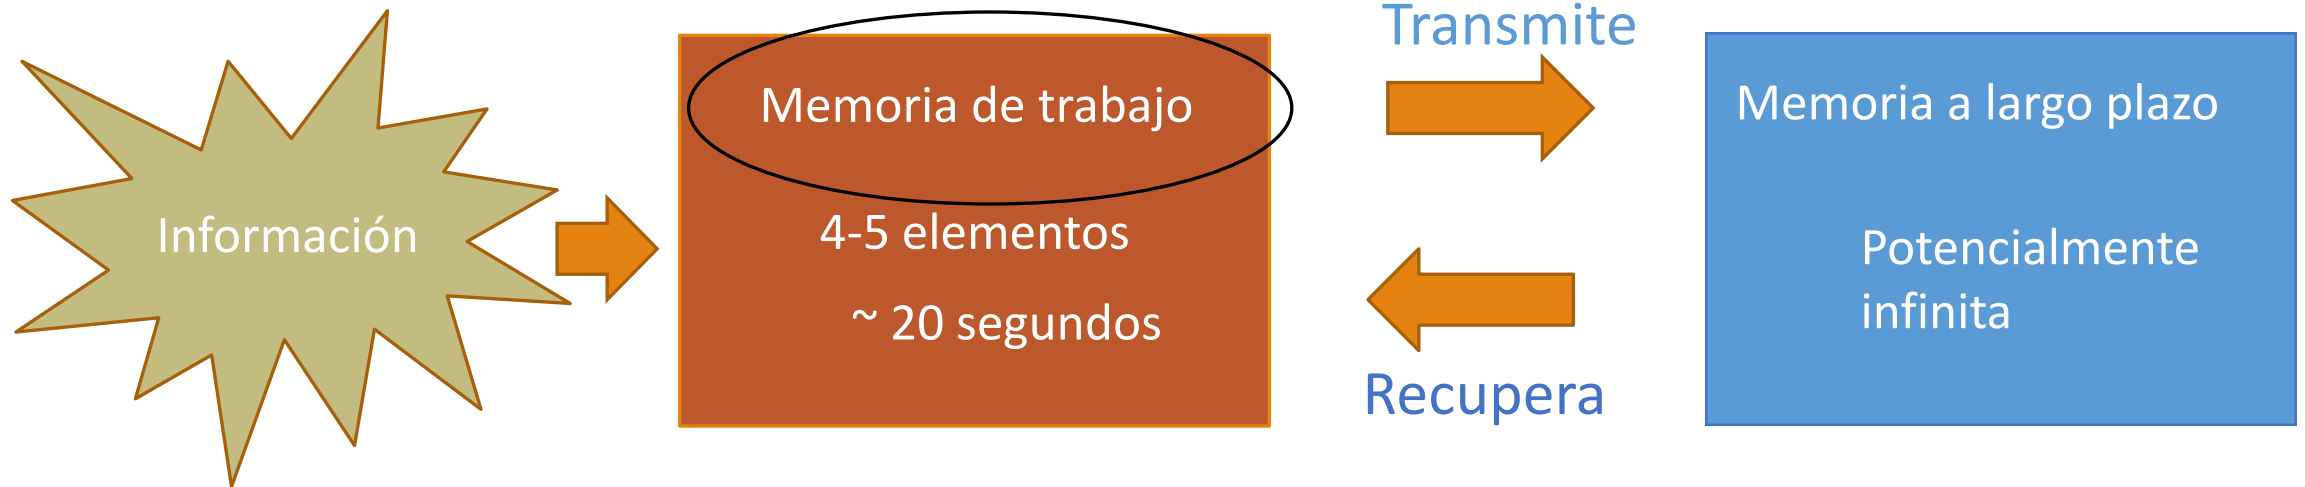 Información
Memoria de trabajo
4-5 elementos
~ 20 segundos
Transmite
Recupera
Memoria a largo plazo
Potencialmente
infinita